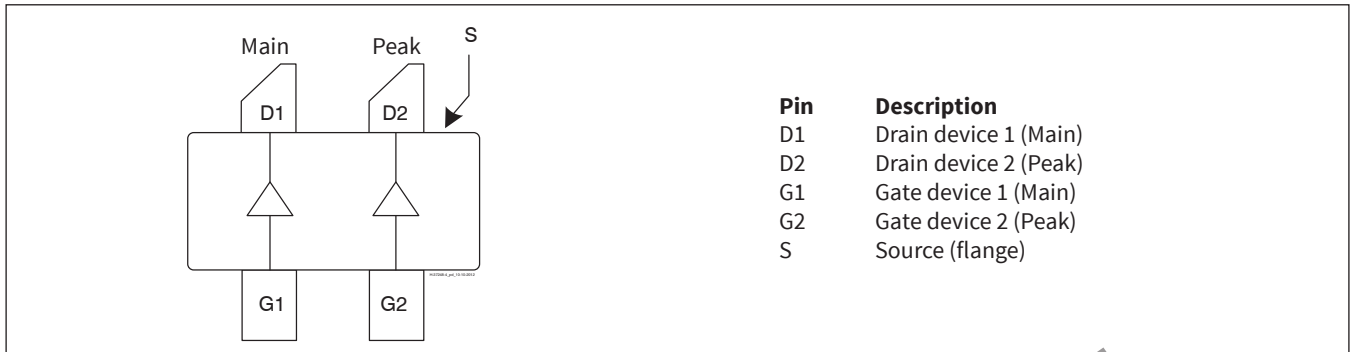 Main Peak S
D1 D2
G1 G2
Pin Description
D1 Drain device 1 (Main)
D2 Drain device 2 (Peak)
G1 Gate device 1 (Main)
G2 Gate device 2 (Peak)
S Source (flange)